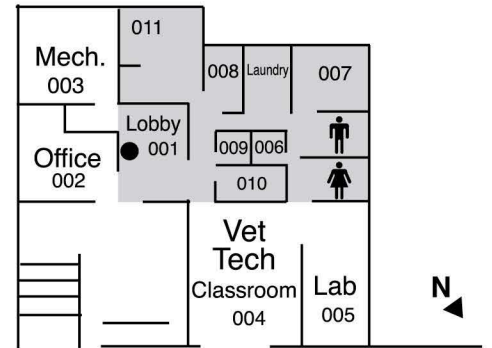 011
Mech.
003
008
Laundry
007
Lobby
001
009
006
Office
002
010
Vet
Tech
Classroom
004
Lab
005
N